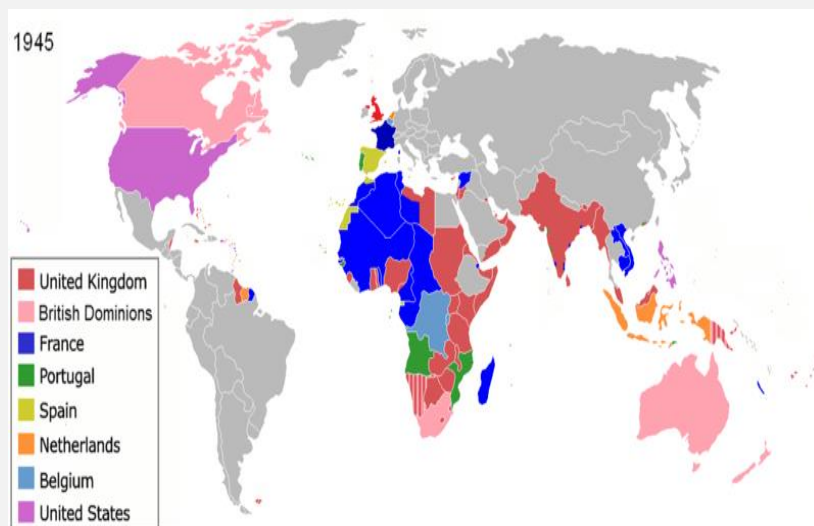 1945
United Kingdom
British Dominions
France
Portugal
Spain
Netherlands
Belgium
United States